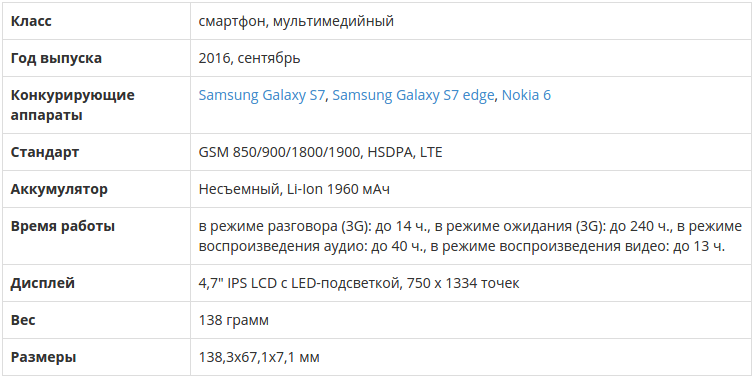 Класс смартфон, мультимедийный
Год выпуска 2016, сентябрь
Конкурирующие Samsung Galaxy S7, Samsung Galaxy S7 edge, Nokia 6
аппараты
Стандарт GSM 850/900/1800/1900, HSDPA, LTE
Аккумулятор Несъемный, Li-Ion 1960 мАч
Время работы в режиме разговора (3G): до 14 ч., в режиме ожидания (3G): до 240 ч., в режиме
воспроизведения аудио: до 40 ч., в режиме воспроизведения видео: до 13 ч.
Дисплей 4,7" IPS LCD с LED-подсветкой, 750 x 1334 точек
Вес 138 грамм
Размеры 138,3x67,1x7,1 мм